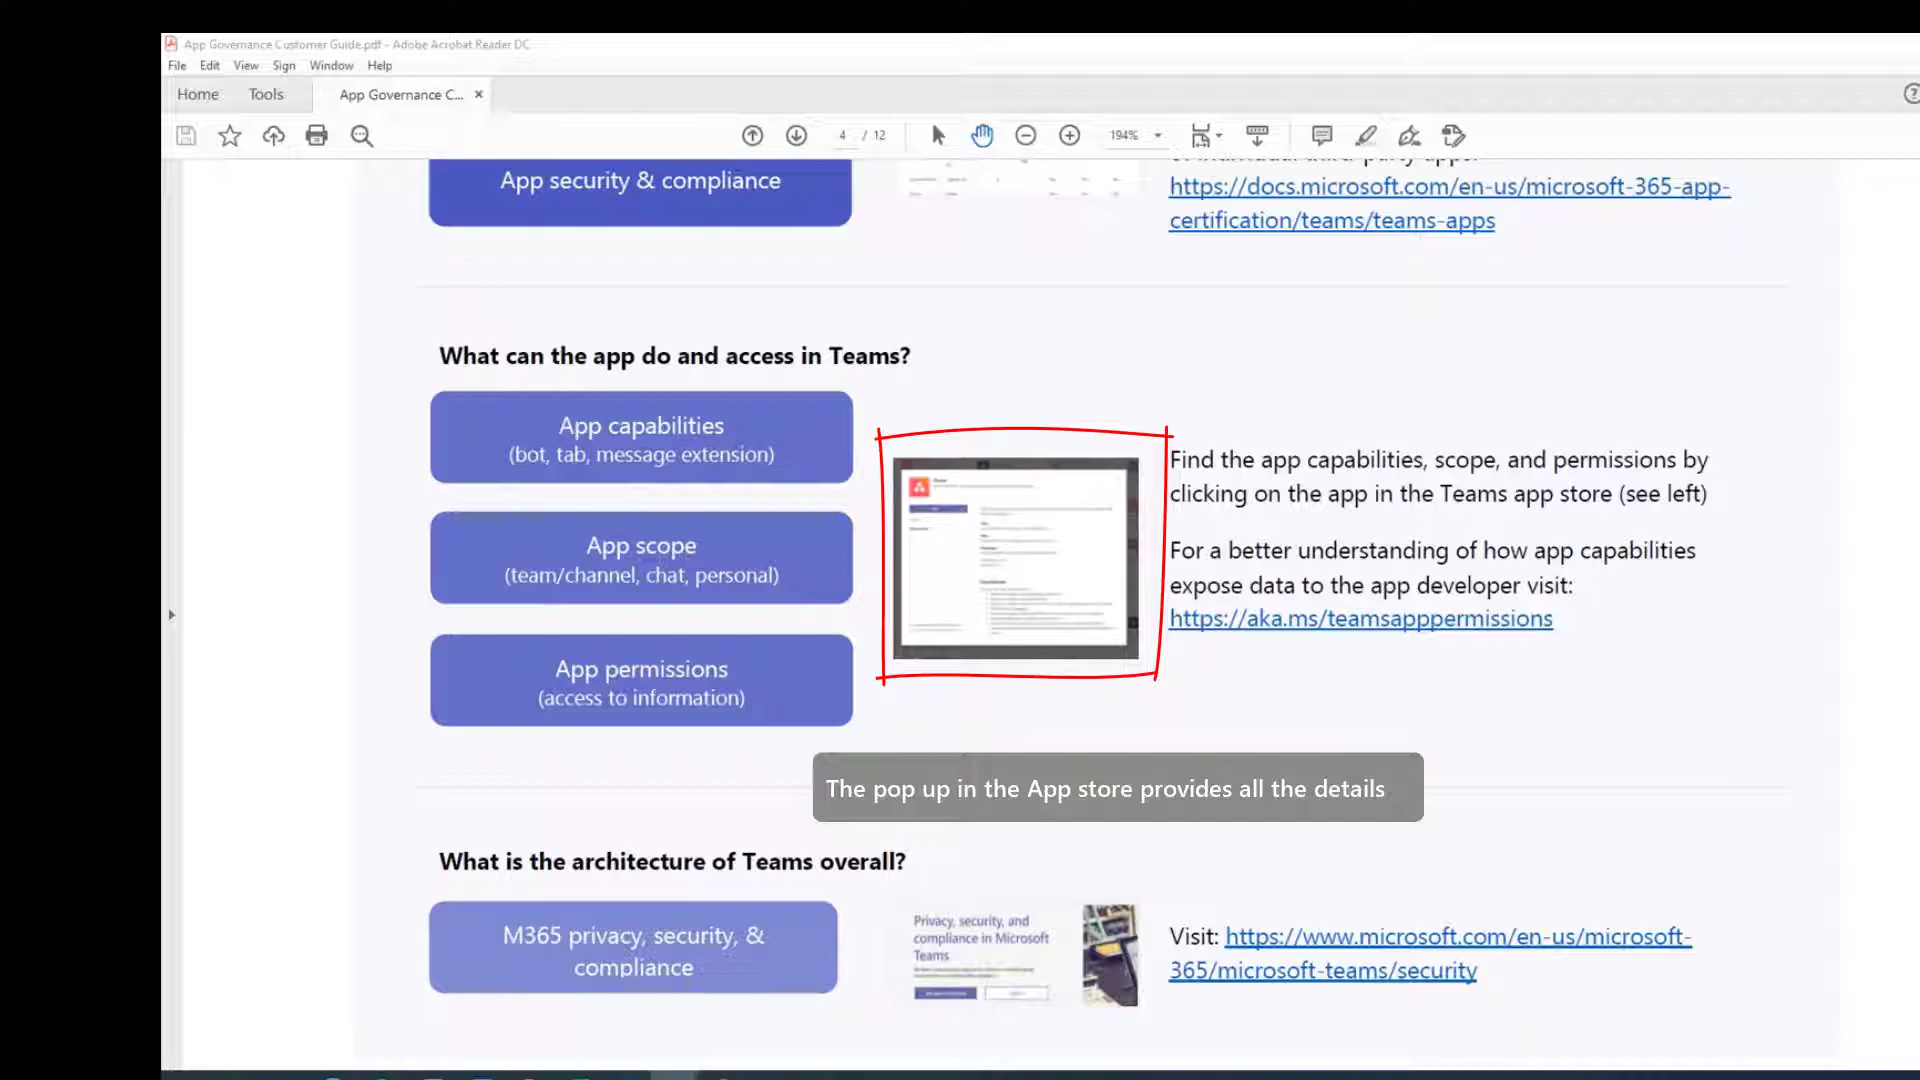 App Governance Customer Guide.pdf - Adobe Acrobat Reader DC
File Edit View Sign Window Help
Home Tools App Governance C... ×
4 / 12 194%
App security & compliance
https://docs.microsoft.com/en-us/microsoft-365-app-
certification/teams/teams-apps
What can the app do and access in Teams?
App capabilities
(bot, tab, message extension)
App scope
(team/channel, chat, personal)
App permissions
(access to information)
Find the app capabilities, scope, and permissions by
clicking on the app in the Teams app store (see left)
For a better understanding of how app capabilities
expose data to the app developer visit:
https://aka.ms/teamsapppermissions
The pop up in the App store provides all the details
What is the architecture of Teams overall?
M365 privacy, security, &
compliance
Privacy, security, and
compliance in Microsoft
Teams
Visit: https://www.microsoft.com/en-us/microsoft-
365/microsoft-teams/security